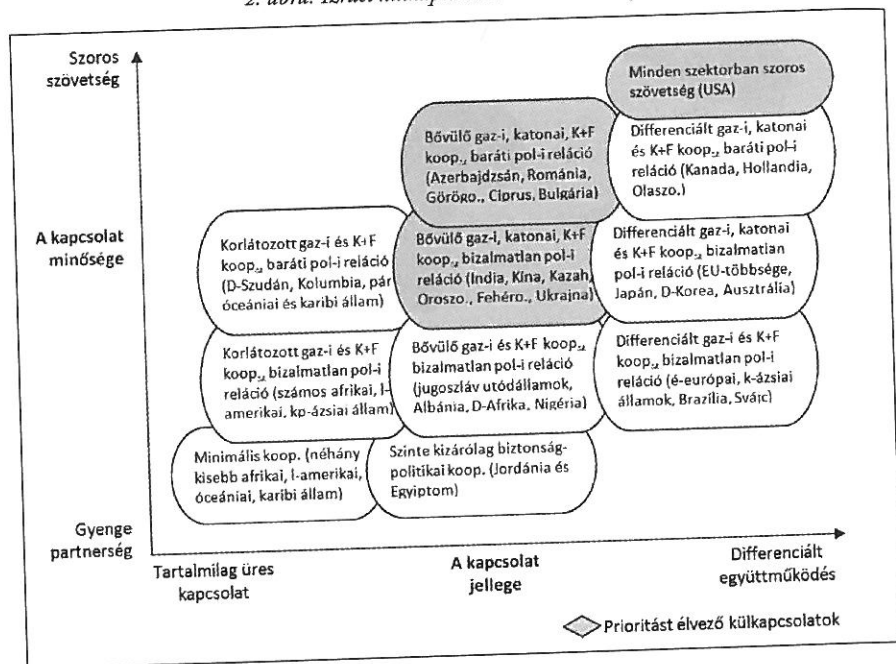 2. ábra: Izrael
Szoros
szövetség
Minden szektorban szoros
szövetség (USA)
Bővülő gaz-i, katonai, K+F
koop., baráti pol-i reláció
(Azerbajdzsán, Románia,
Görögo., Ciprus, Bulgária)
Differenciált gaz-i, katonai
és K+F koop., baráti pol-i
reláció (Kanada, Hollandia,
Olaszo.)
A kapcsolat
minősége
Korlátozott gaz-i és K+F
koop., baráti pol-i reláció
(D-Szudán, Kolumbia, pár
óceániai és karibi állam)
Bővülő gaz-i, katonai, K+F
koop., bizalmatlan pol-i
reláció (India, Kína, Kazah.,
Oroszo., Fehéro., Ukrajna)
Differenciált gaz-i, katonai
és K+F koop., bizalmatlan
pol-i reláció (EU-többsége,
Japán, D-Korea, Ausztrália)
Korlátozott gaz-i és K+F
koop., bizalmatlan pol-i
reláció (számos afrikai, l-
amerikai, kp-ázsiai állam)
Bővülő gaz-i és K+F koop.,
bizalmatlan pol-i reláció
(jugoszláv utódállamok,
Albánia, D-Afrika, Nigéria)
Differenciált gaz-i és K+F
koop., bizalmatlan pol-i
reláció (é-európai, k-ázsiai
államok, Brazília, Svájc)
Minimális koop. (néhány
kisebb afrikai, l-amerikai,
óceániai, karibi állam)
Szinte kizárólag biztonság-
politikai koop. (Jordánia és
Egyiptom)
Gyenge
partnerség
Tartalmilag üres
kapcsolat
A kapcsolat
jellege
Differenciált
együttműködés
Prioritást élvező külkapcsolatok